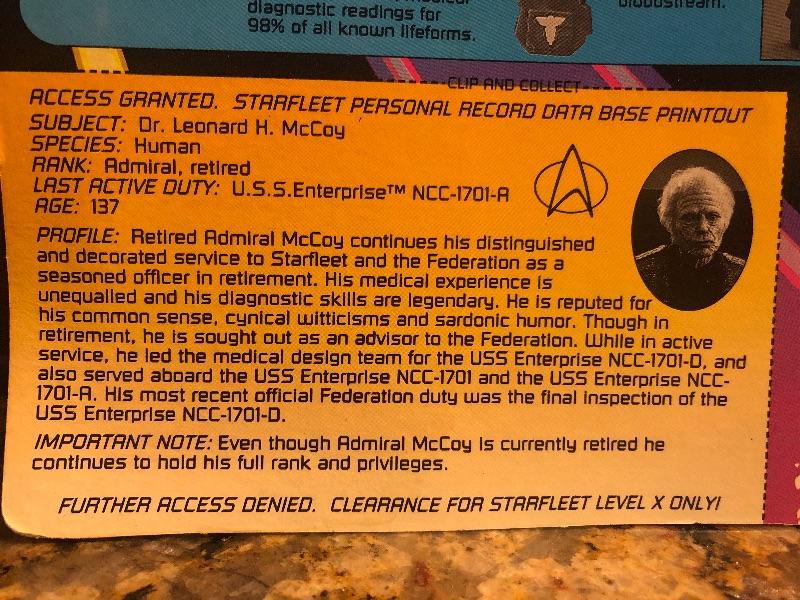 diagnostic readings for
98% of all known lifeforms.
bloodstream.
CLIP AND COLLECT
ACCESS GRANTED. STARFLEET PERSONAL RECORD DATA BASE PRINTOUT
SUBJECT: Dr. Leonard H. McCoy
SPECIES: Human
RANK: Admiral, retired
LAST ACTIVE DUTY: U.S.S.Enterprise™ NCC-1701-A
AGE: 137
PROFILE: Retired Admiral McCoy continues his distinguished
and decorated service to Starfleet and the Federation as a
seasoned officer in retirement. His medical experience is
unequalled and his diagnostic skills are legendary. He is reputed for
his common sense, cynical witticisms and sardonic humor. Though in
retirement, he is sought out as an advisor to the Federation. While in active
service, he led the medical design team for the USS Enterprise NCC-1701-D, and
also served aboard the USS Enterprise NCC-1701 and the USS Enterprise NCC-
1701-A. His most recent official Federation duty was the final inspection of the
USS Enterprise NCC-1701-D.
IMPORTANT NOTE: Even though Admiral McCoy is currently retired he
continues to hold his full rank and privileges.
FURTHER ACCESS DENIED. CLEARANCE FOR STARFLEET LEVEL X ONLY!